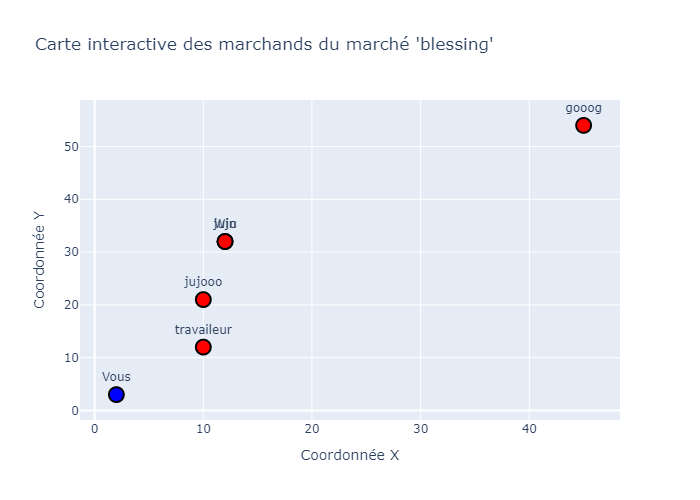 Carte interactive des marchands du marché 'blessing'
gooog
50
40
jujooo
30
20
travaileur
10
Vous
0
Coordonnée Y
0 10 20 30 40
Coordonnée X